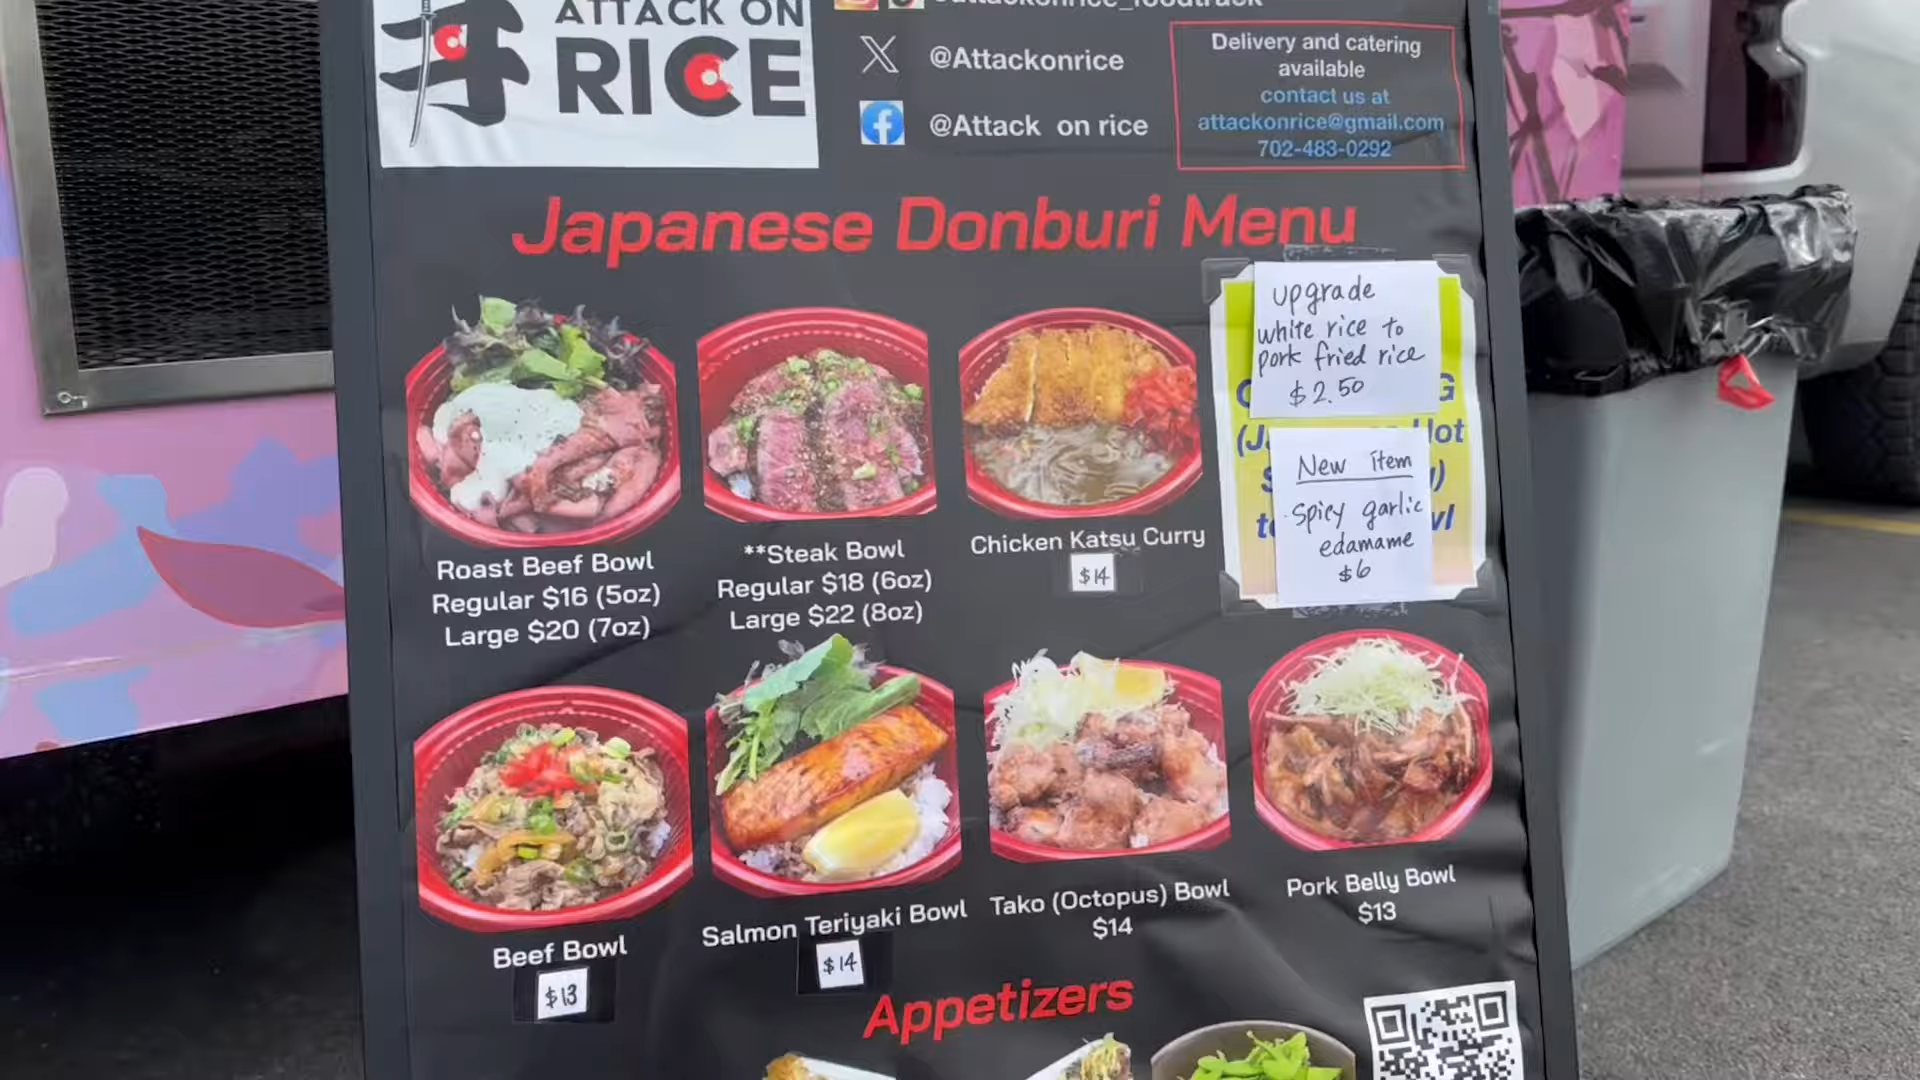 ATTACK ON
RICE
@attackonrice_foodtruck
@Attackonrice
@Attack on rice
Delivery and catering
available
contact us at
attackonrice@gmail.com
702-483-0292
Japanese Donburi Menu
Roast Beef Bowl
Regular $16 (5oz)
Large $20 (7oz)
**Steak Bowl
Regular $18 (6oz)
Large $22 (8oz)
Chicken Katsu Curry
$14
upgrade
white rice to
pork fried rice
$2.50
New item
spicy garlic
edamame
$6
Beef Bowl
$13
Salmon Teriyaki Bowl
$14
Tako (Octopus) Bowl
$14
Pork Belly Bowl
$13
Appetizers